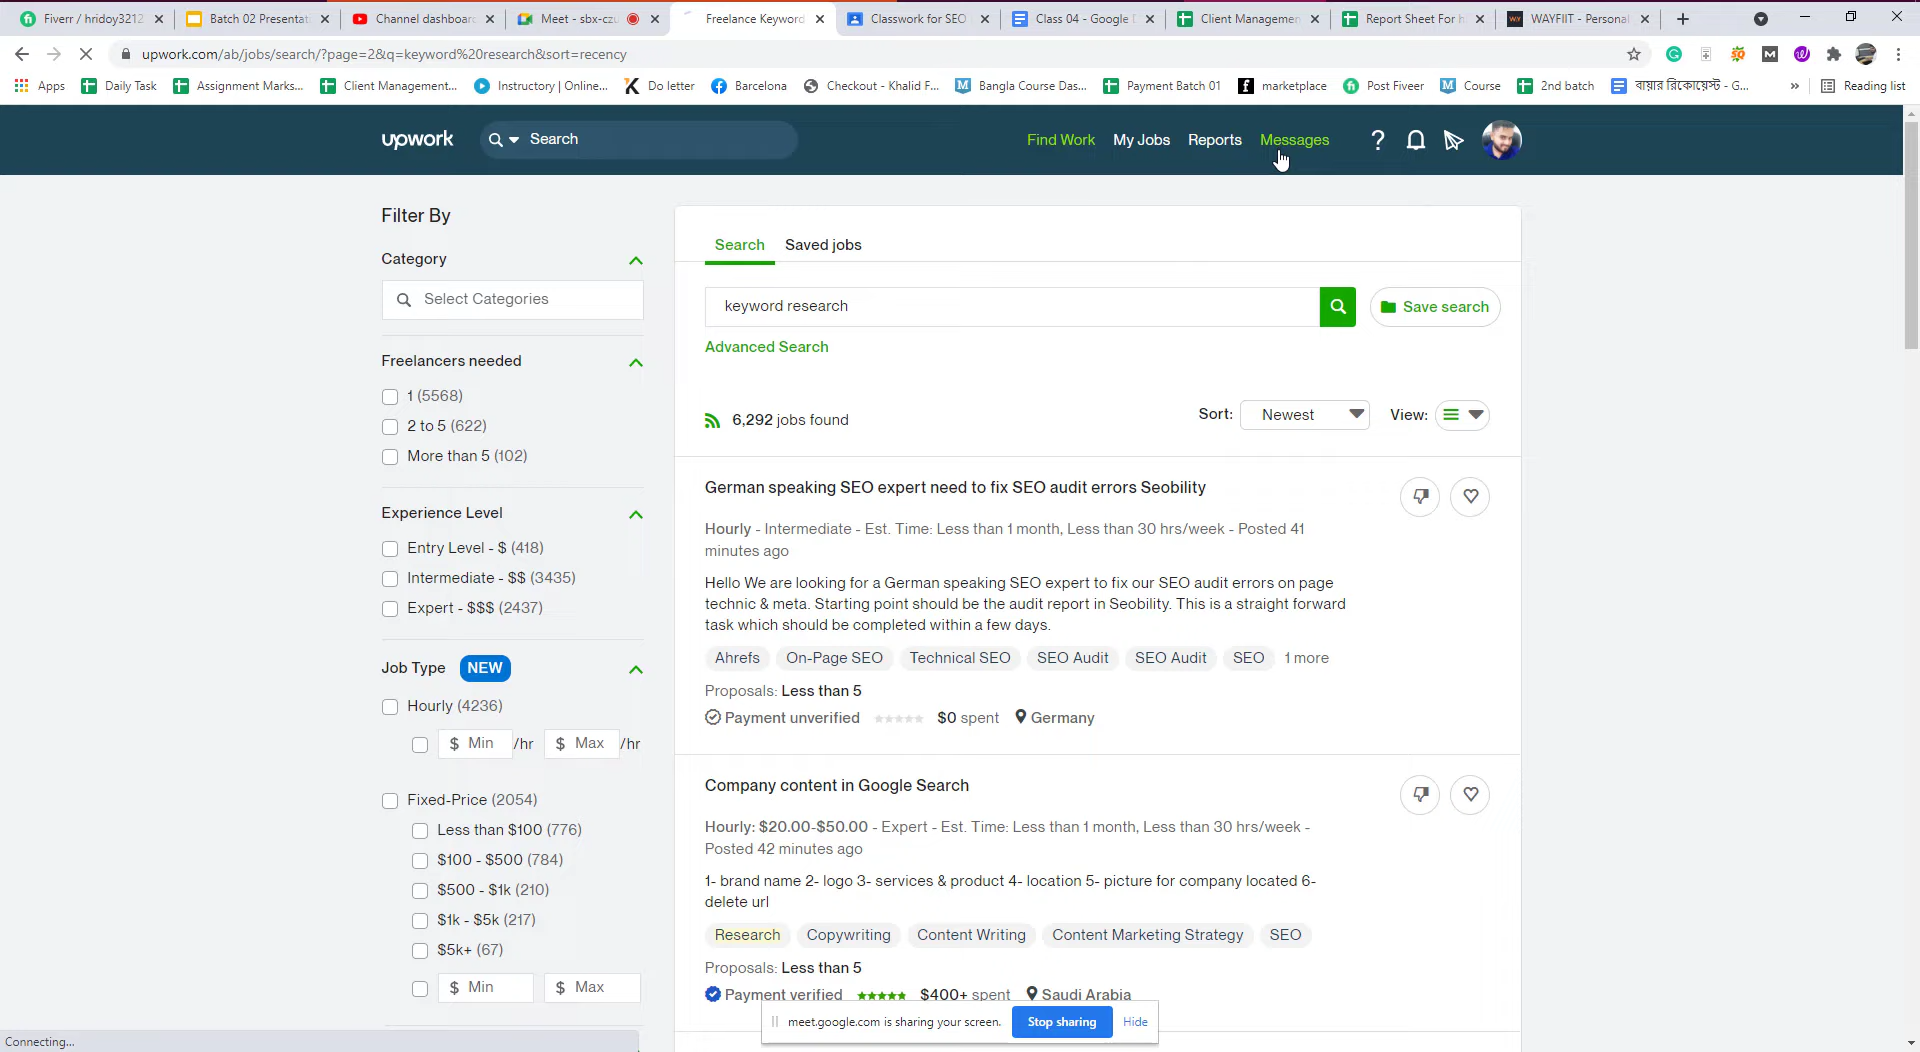 Fiverr / hridoy3212
Batch 02 Presentati
Channel dashboard
Meet - sbx-czu
Freelance Keyword
Classwork for SEO
Class 04 - Google D
Client Management
Report Sheet For h
WAYFIIT - Personal
upwork.com/ab/jobs/search/?page=2&q=keyword%20research&sort=recency
Apps
Daily Task
Assignment Marks...
Client Management...
Instructory | Online...
Do letter
Barcelona
Checkout - Khalid F...
Bangla Course Das...
Payment Batch 01
marketplace
Post Fiveer
Course
2nd batch
বায়ার রিকোয়েস্ট - G...
»
Reading list
upwork
Search
Find Work
My Jobs
Reports
Messages
?
Filter By
Category
Select Categories
Freelancers needed
1 (5568)
2 to 5 (622)
More than 5 (102)
Experience Level
Entry Level - $ (418)
Intermediate - $$ (3435)
Expert - $$$ (2437)
Job Type NEW
Hourly (4236)
$ Min /hr $ Max /hr
Fixed-Price (2054)
Less than $100 (776)
$100 - $500 (784)
$500 - $1k (210)
$1k - $5k (217)
$5k+ (67)
$ Min $ Max
Search Saved jobs
keyword research
Save search
Advanced Search
6,292 jobs found
Sort: Newest View:
German speaking SEO expert need to fix SEO audit errors Seobility
Hourly - Intermediate - Est. Time: Less than 1 month, Less than 30 hrs/week - Posted 41
minutes ago
Hello We are looking for a German speaking SEO expert to fix our SEO audit errors on page
technic & meta. Starting point should be the audit report in Seobility. This is a straight forward
task which should be completed within a few days.
Ahrefs On-Page SEO Technical SEO SEO Audit SEO Audit SEO 1 more
Proposals: Less than 5
Payment unverified $0 spent Germany
Company content in Google Search
Hourly: $20.00-$50.00 - Expert - Est. Time: Less than 1 month, Less than 30 hrs/week -
Posted 42 minutes ago
1- brand name 2- logo 3- services & product 4- location 5- picture for company located 6-
delete url
Research Copywriting Content Writing Content Marketing Strategy SEO
Proposals: Less than 5
Payment verified $400+ spent Saudi Arabia
meet.google.com is sharing your screen. Stop sharing Hide
Connecting...